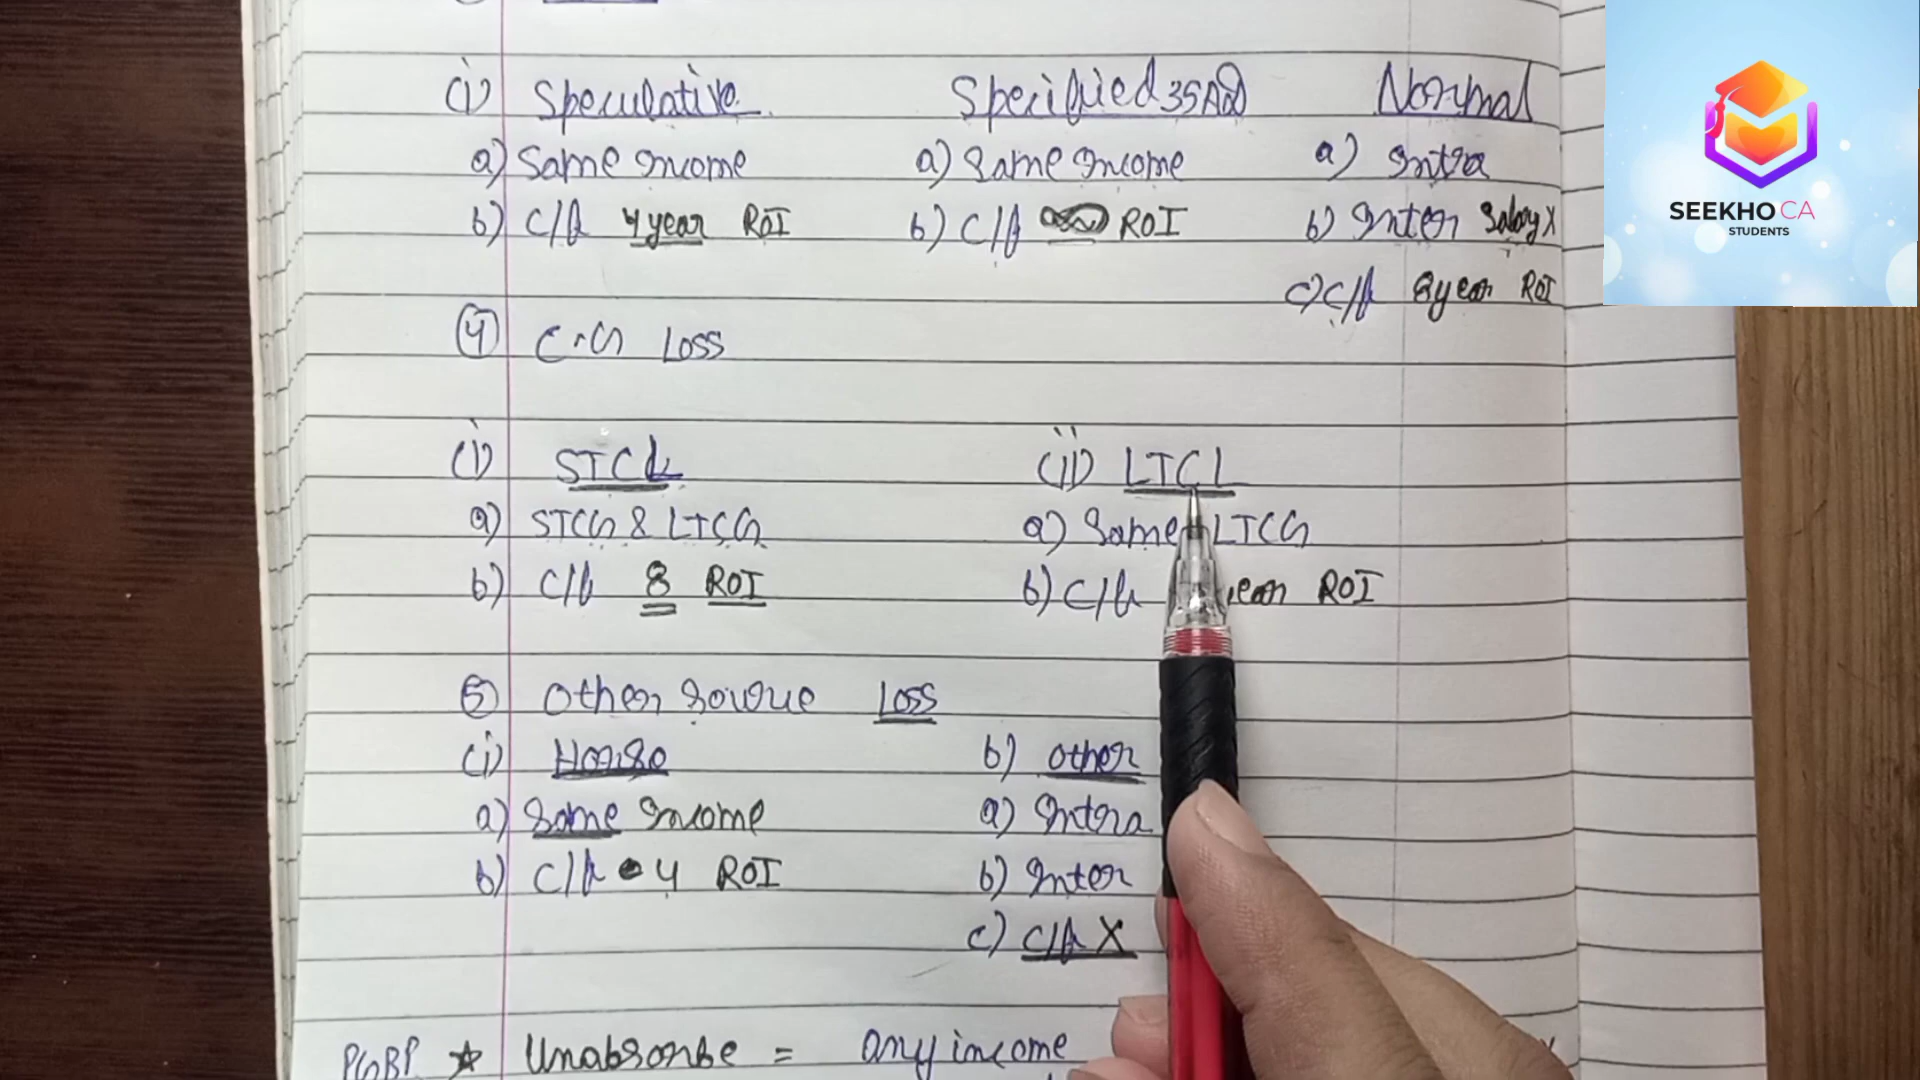 (i) Speculative Specified 35AD Normal
a) Same Income a) Same Income a) Intra
b) C/f 4 year ROI b) C/f ∞ ROI b) Inter Salary X
c) C/f 8 year ROI
④ C.G Loss
(i) STCL (ii) LTCL
a) STCG & LTCG a) Same LTCG
b) C/f 8 ROI b) C/f ROI
⑤ Other Source Loss
(i) Horse b) Other
a) Same Income a) Intra
b) C/f 4 ROI b) Inter
c) C/f X
PGBP ★ Unabsorbe = any income
SEEKHO CA
STUDENTS